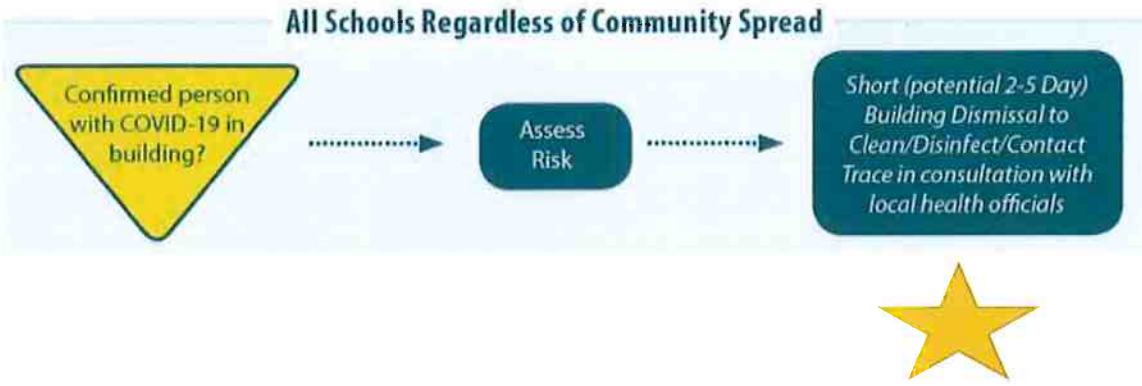 All Schools Regardless of Community Spread
Confirmed person
with COVID-19 in
building?
Assess
Risk
Short (potential 2-5 Day)
Building Dismissal to
Clean/Disinfect/Contact
Trace in consultation with
local health officials